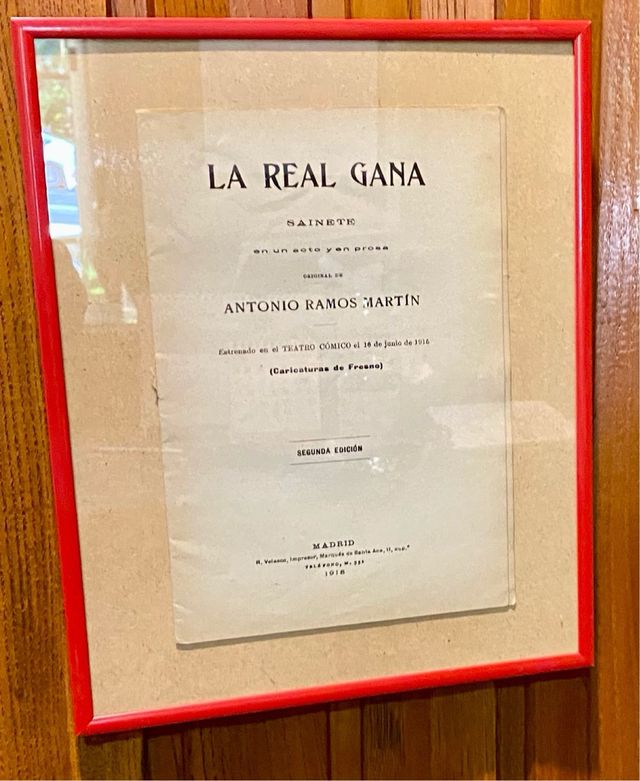 LA REAL GANA
SAINETE
en un acto y en prosa
ORIGINAL DE
ANTONIO RAMOS MARTÍN
Estrenado en el TEATRO CÓMICO el 16 de junio de 1915
(Caricaturas de Fresno)
SEGUNDA EDICIÓN
MADRID
R. Velasco, Impresor, Marqués de Santa Ana, 11, dup.º
TELÉFONO, M. 551